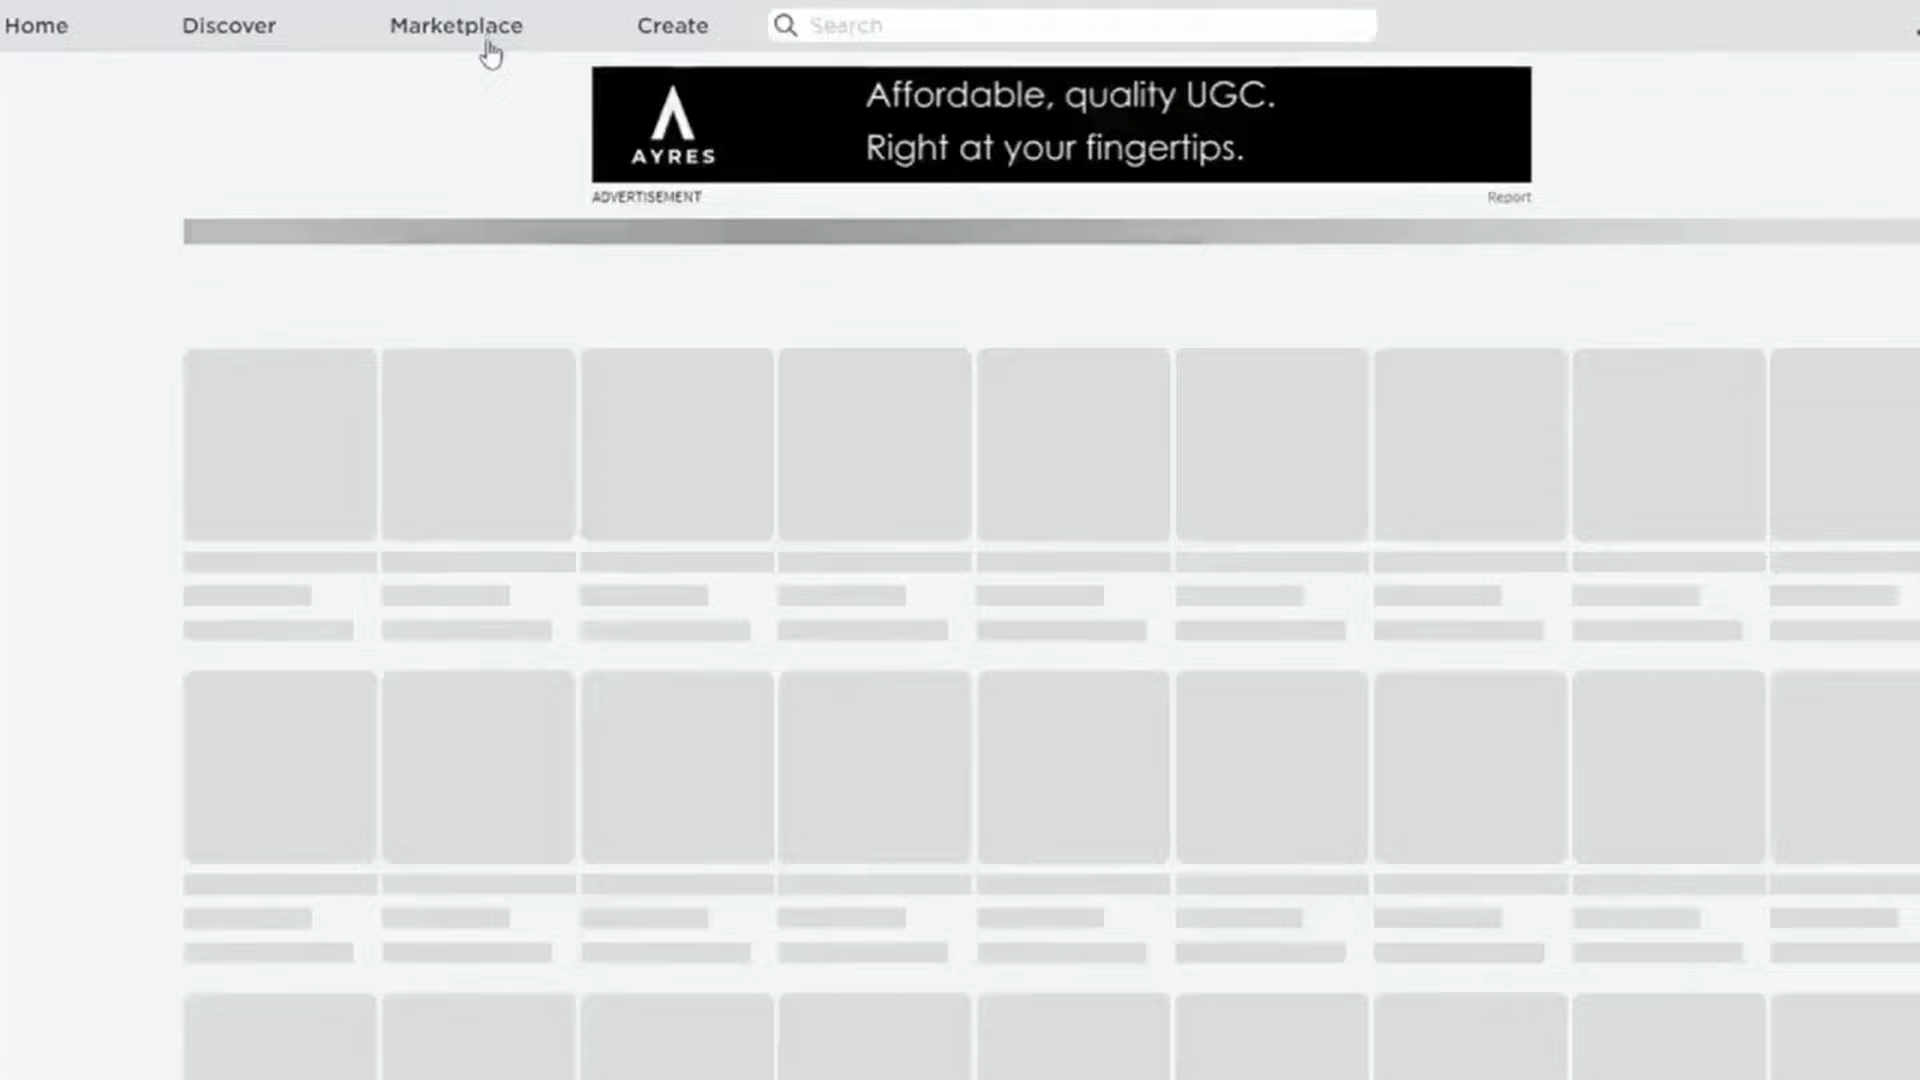 Home Discover Marketplace Create Search
Affordable, quality UGC.
Right at your fingertips.
AYRES
ADVERTISEMENT Report